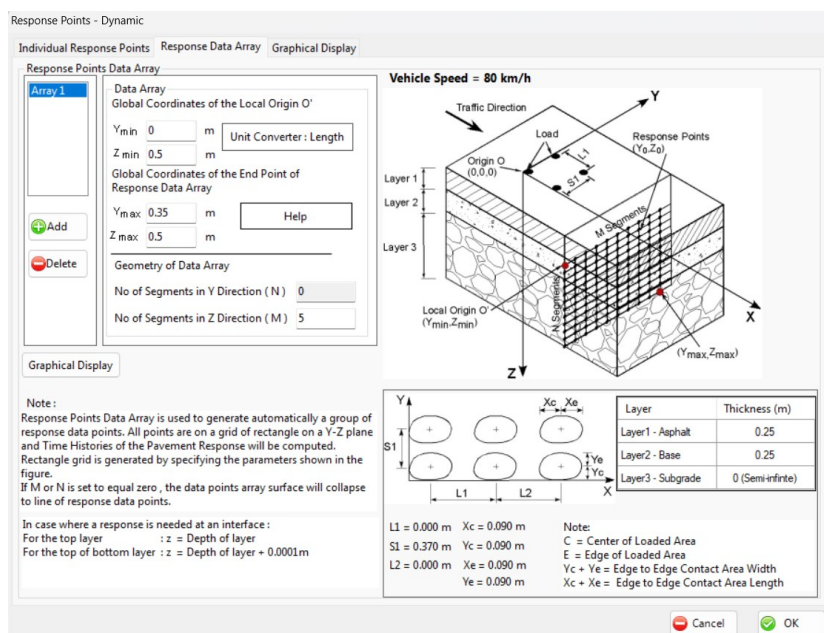 Response Points - Dynamic
Individual Response Points
Response Data Array
Graphical Display
Response Points Data Array
Array 1
Add
Delete
Data Array
Global Coordinates of the Local Origin O'
Ymin 0 m
Unit Converter : Length
Z min 0.5 m
Global Coordinates of the End Point of
Response Data Array
Ymax 0.35 m
Help
Z max 0.5 m
Geometry of Data Array
No of Segments in Y Direction ( N ) 0
No of Segments in Z Direction ( M ) 5
Graphical Display
Note :
Response Points Data Array is used to generate automatically a group of
response data points. All points are on a grid of rectangle on a Y-Z plane
and Time Histories of the Pavement Response will be computed.
Rectangle grid is generated by specifying the parameters shown in the
figure.
If M or N is set to equal zero , the data points array surface will collapse
to line of response data points.
In case where a response is needed at an interface :
For the top layer : z = Depth of layer
For the top of bottom layer : z = Depth of layer + 0.0001m
Vehicle Speed = 80 km/h
Y
Traffic Direction
Load
Response Points
(Y0,Z0)
Origin O
(0,0,0)
L1
S1
Layer 1
Layer 2
Layer 3
M Segments
N Segments
Local Origin O'
(Ymin,Zmin)
X
(Ymax,Zmax)
Z
Y
Xc Xe
S1
Ye
Yc
L1
L2
X
Layer Thickness (m)
Layer1 - Asphalt 0.25
Layer2 - Base 0.25
Layer3 - Subgrade 0 (Semi-infinte)
L1 = 0.000 m Xc = 0.090 m
S1 = 0.370 m Yc = 0.090 m
L2 = 0.000 m Xe = 0.090 m
Ye = 0.090 m
Note:
C = Center of Loaded Area
E = Edge of Loaded Area
Yc + Ye = Edge to Edge Contact Area Width
Xc + Xe = Edge to Edge Contact Area Length
Cancel
OK